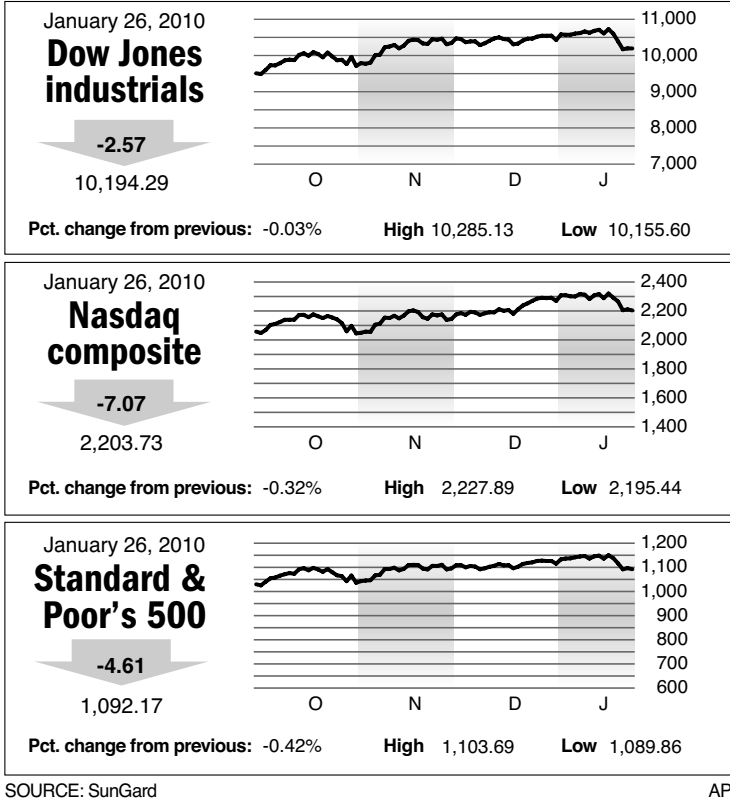 January 26, 2010
Dow Jones
industrials
-2.57
10,194.29
11,000
10,000
9,000
8,000
7,000
O N D J
Pct. change from previous: -0.03% High 10,285.13 Low 10,155.60
January 26, 2010
Nasdaq
composite
-7.07
2,203.73
2,400
2,200
2,000
1,800
1,600
1,400
O N D J
Pct. change from previous: -0.32% High 2,227.89 Low 2,195.44
January 26, 2010
Standard &
Poor's 500
-4.61
1,092.17
1,200
1,100
1,000
900
800
700
600
O N D J
Pct. change from previous: -0.42% High 1,103.69 Low 1,089.86
SOURCE: SunGard AP